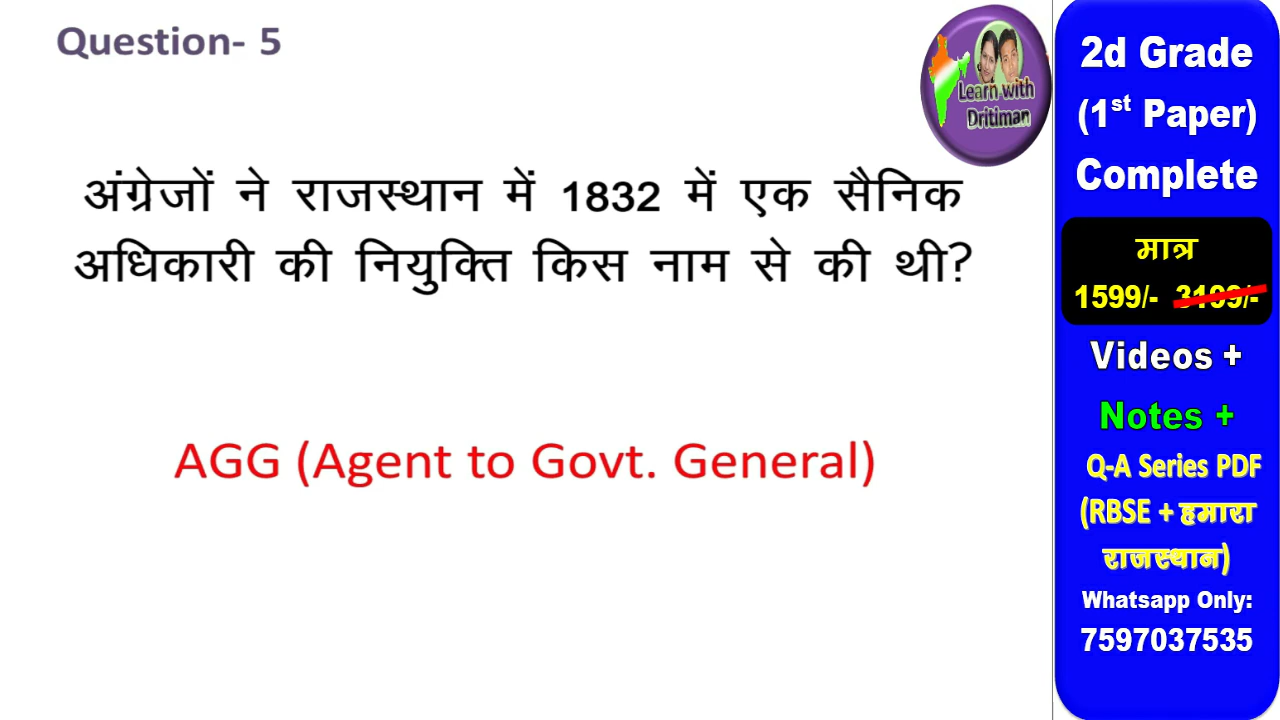 Question- 5
अंग्रेजों ने राजस्थान में 1832 में एक सैनिक
अधिकारी की नियुक्ति किस नाम से की थी?
AGG (Agent to Govt. General)
Learn with
Dritiman
2d Grade
(1st Paper)
Complete
मात्र
1599/- 3199/-
Videos +
Notes +
Q-A Series PDF
(RBSE + हमारा
राजस्थान)
Whatsapp Only:
7597037535